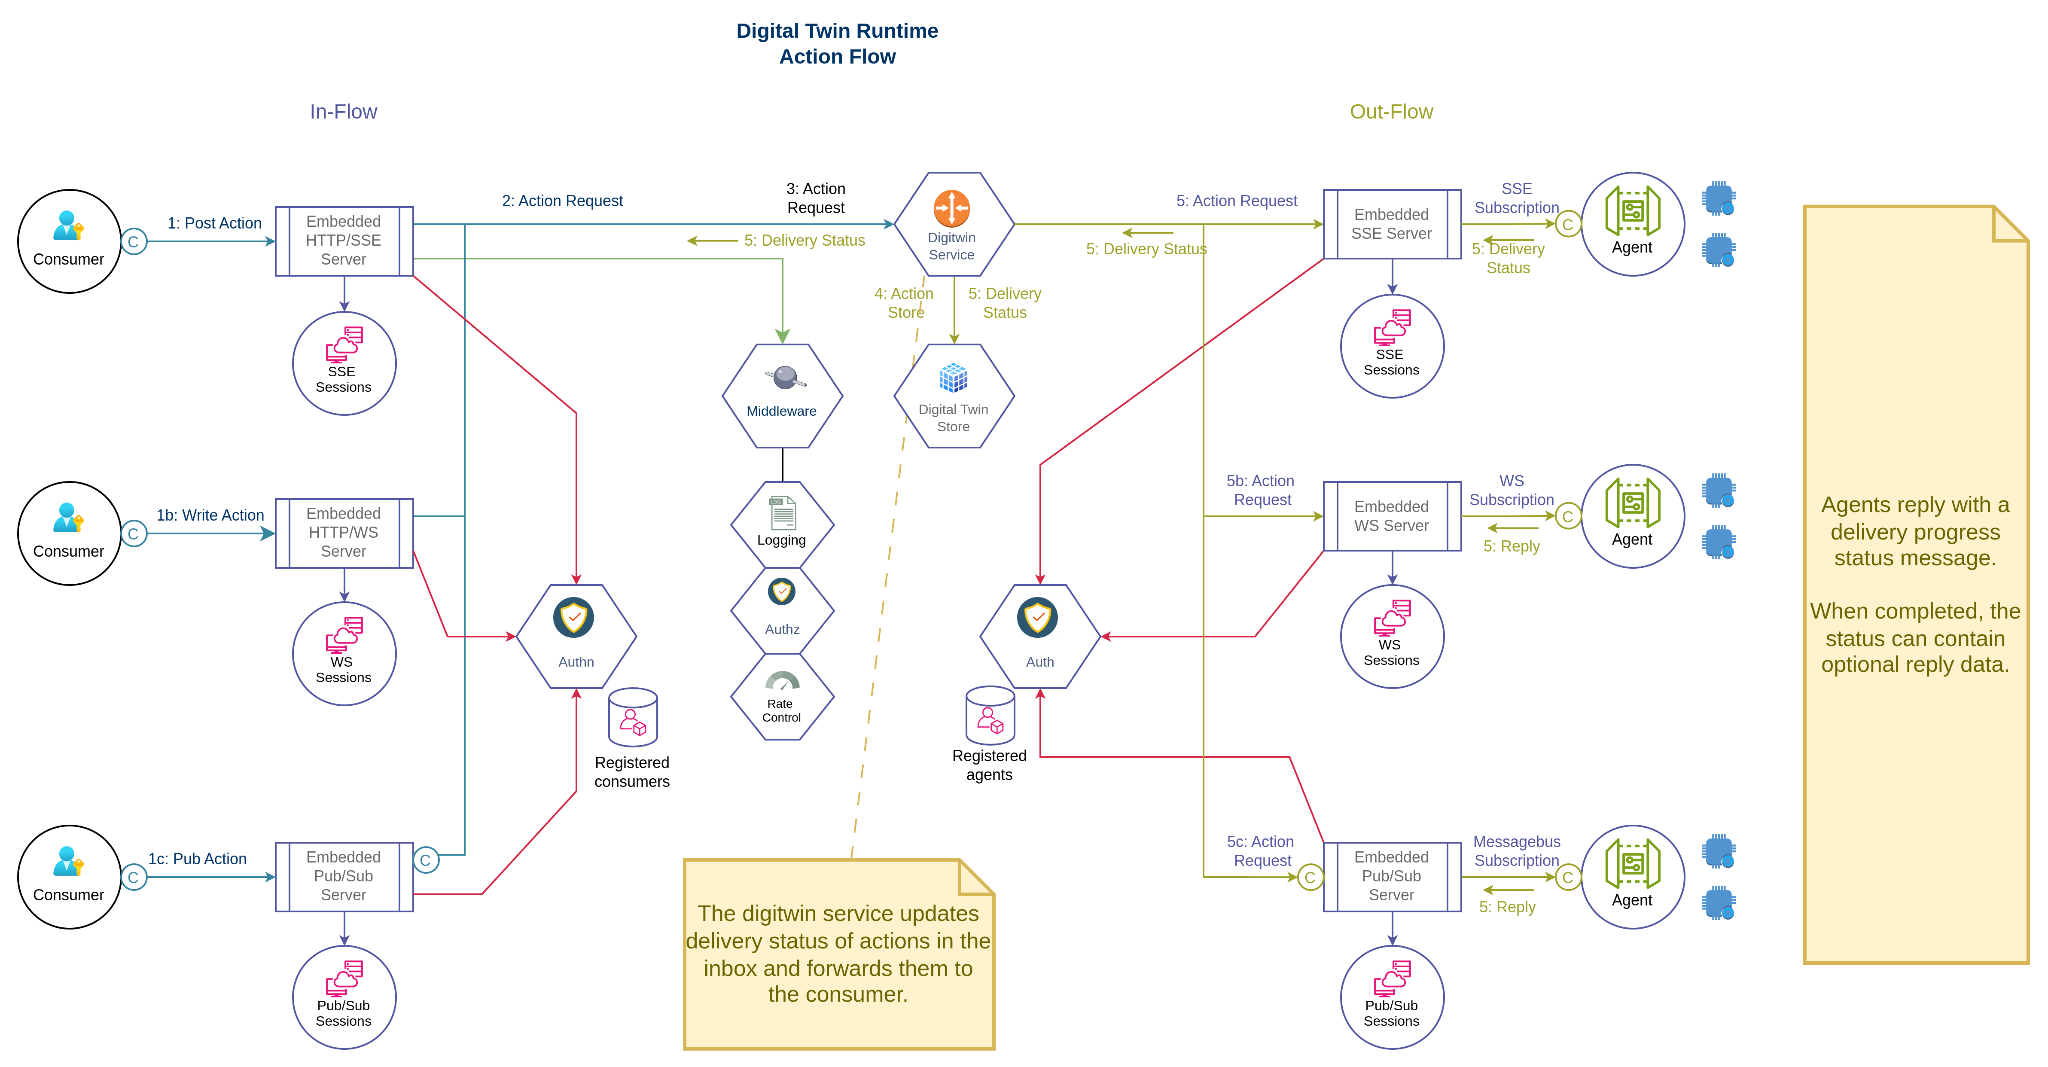 Digital Twin Runtime
Action Flow
In-Flow
Out-Flow
Consumer
C
1: Post Action
Embedded
HTTP/SSE
Server
2: Action Request
3: Action
Request
5: Delivery Status
Digitwin
Service
5: Action Request
5: Delivery Status
Embedded
SSE Server
SSE
Subscription
5: Delivery
Status
C
Agent
SSE
Sessions
4: Action
Store
5: Delivery
Status
SSE
Sessions
Middleware
Digital Twin
Store
Consumer
C
1b: Write Action
Embedded
HTTP/WS
Server
LOG
Logging
5b: Action
Request
Embedded
WS Server
WS
Subscription
5: Reply
C
Agent
WS
Sessions
Authn
Authz
Auth
WS
Sessions
Rate
Control
Registered
consumers
Registered
agents
Consumer
C
1c: Pub Action
Embedded
Pub/Sub
Server
C
5c: Action
Request
C
Embedded
Pub/Sub
Server
Messagebus
Subscription
5: Reply
C
Agent
Pub/Sub
Sessions
Pub/Sub
Sessions
The digitwin service updates
delivery status of actions in the
inbox and forwards them to
the consumer.
Agents reply with a
delivery progress
status message.
When completed, the
status can contain
optional reply data.